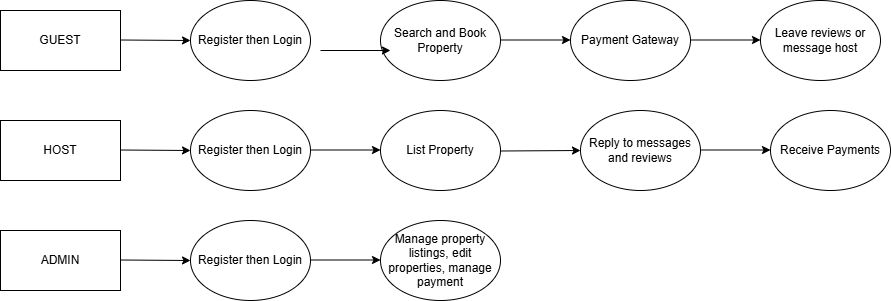 GUEST
Register then Login
Search and Book
Property
Payment Gateway
Leave reviews or
message host
HOST
Register then Login
List Property
Reply to messages
and reviews
Receive Payments
ADMIN
Register then Login
Manage property
listings, edit
properties, manage
payment